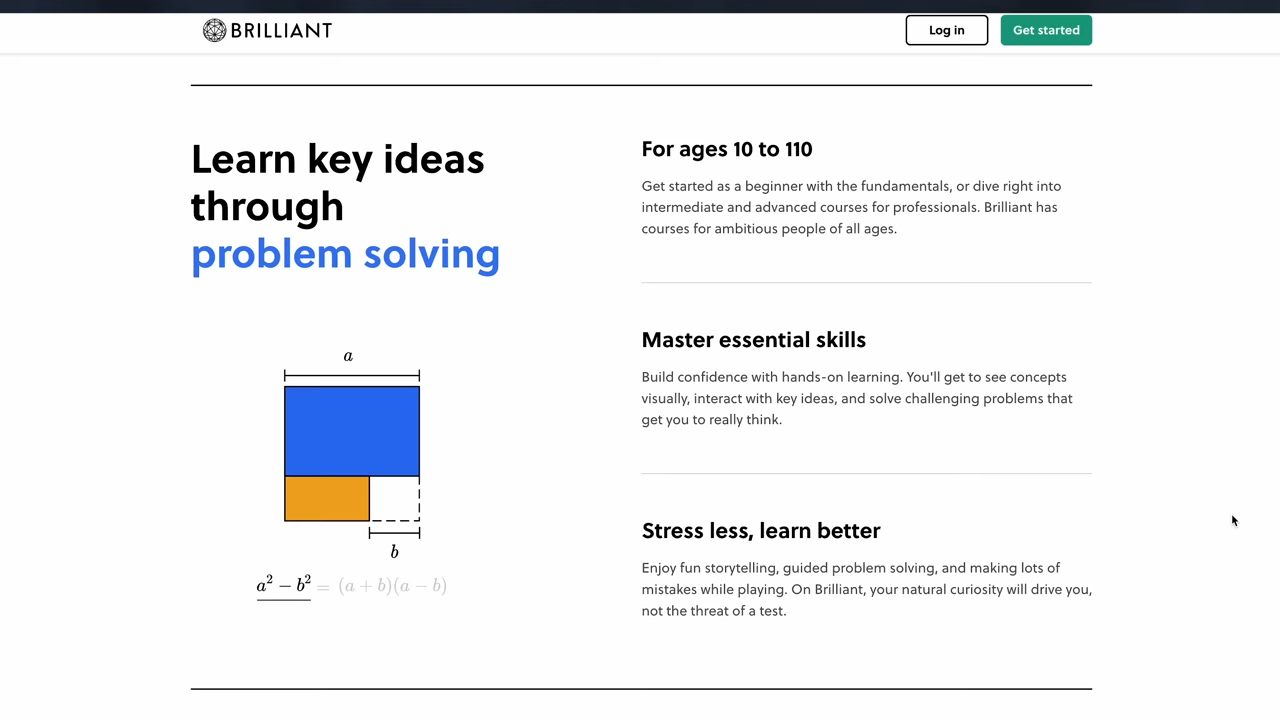 BRILLIANT
Log in
Get started
Learn key ideas
through
problem solving
a
b
a² − b² = (a + b)(a − b)
For ages 10 to 110
Get started as a beginner with the fundamentals, or dive right into
intermediate and advanced courses for professionals. Brilliant has
courses for ambitious people of all ages.
Master essential skills
Build confidence with hands-on learning. You'll get to see concepts
visually, interact with key ideas, and solve challenging problems that
get you to really think.
Stress less, learn better
Enjoy fun storytelling, guided problem solving, and making lots of
mistakes while playing. On Brilliant, your natural curiosity will drive you,
not the threat of a test.